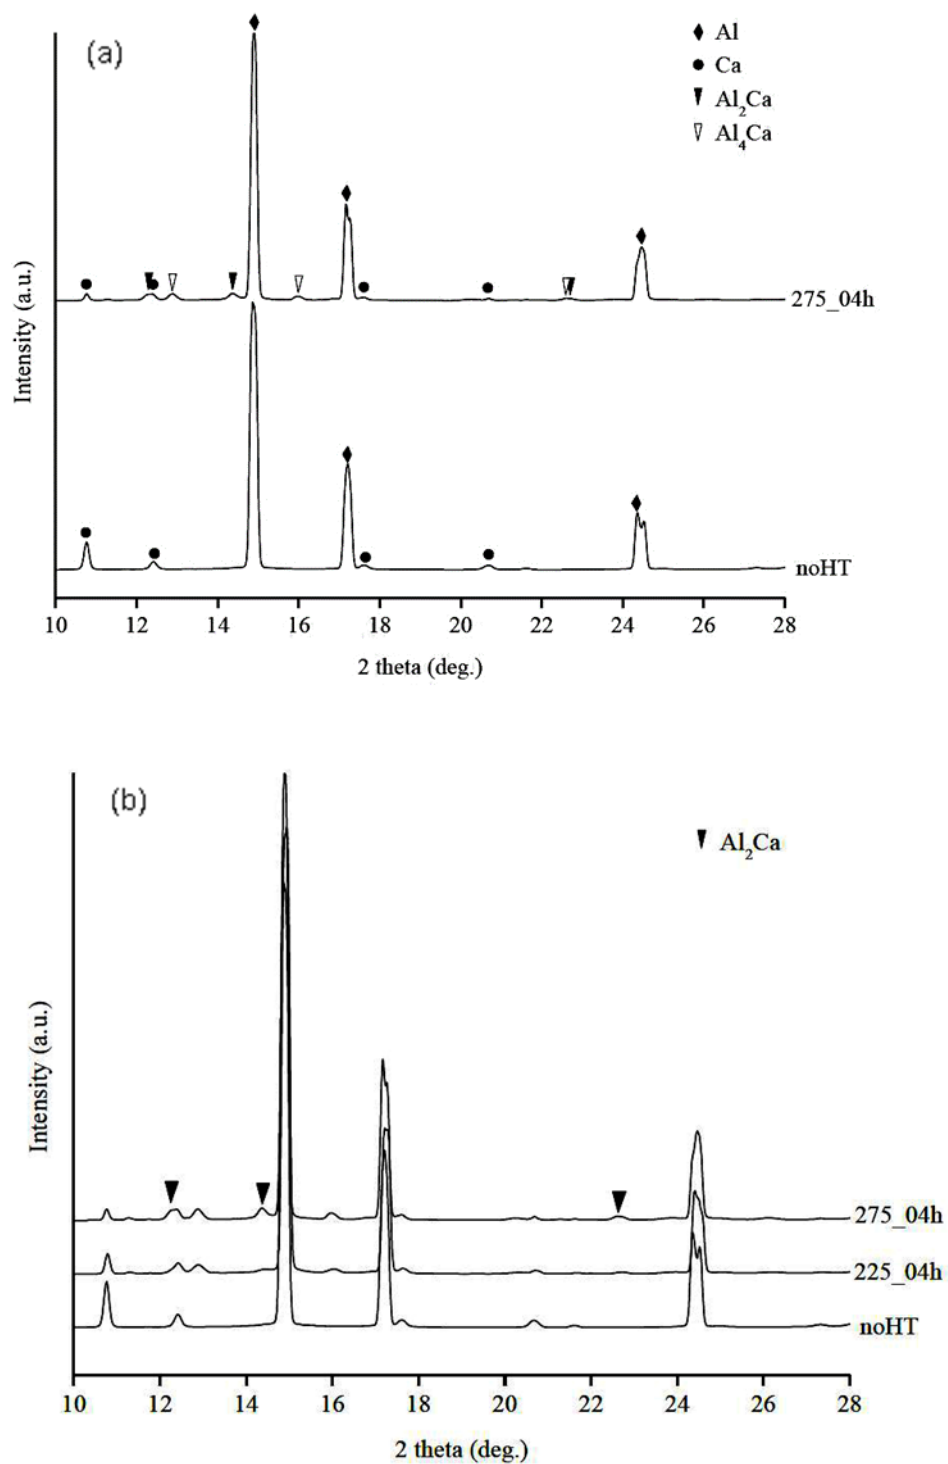 (a)
Al
Ca
Al2Ca
Al4Ca
Intensity (a.u.)
275_04h
noHT
10 12 14 16 18 20 22 24 26 28
2 theta (deg.)
(b)
Al2Ca
Intensity (a.u.)
275_04h
225_04h
noHT
10 12 14 16 18 20 22 24 26 28
2 theta (deg.)